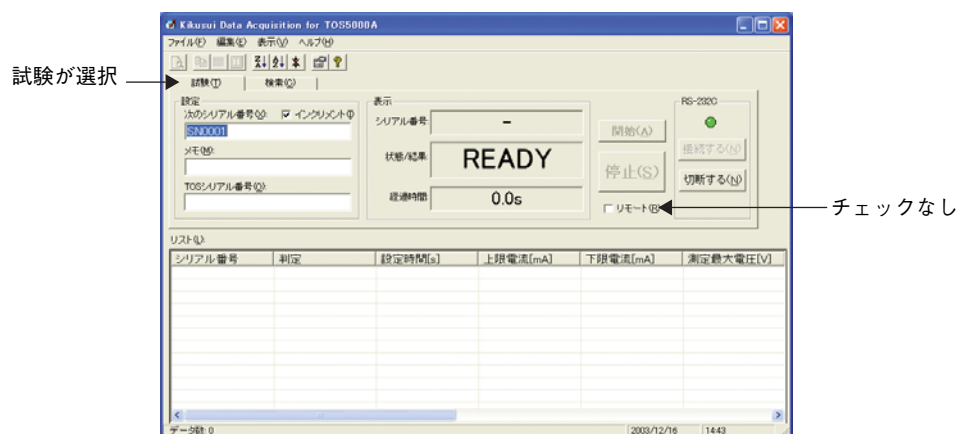 Kikusui Data Acquisition for TOS5000A
ファイル(F) 編集(E) 表示(V) ヘルプ(H)
試験が選択
試験(T) 検索(C)
設定
次のシリアル番号(X): インクリメント(I)
SN0001
メモ(M):
TOSシリアル番号(O):
表示
シリアル番号: –
状態/結果: READY
経過時間: 0.0s
開始(A)
停止(S)
リモート(R)
RS-232C
接続する(N)
切断する(N)
チェックなし
リスト(L):
シリアル番号 判定 設定時間[s] 上限電流[mA] 下限電流[mA] 測定最大電圧[V]
データ数: 0 2003/12/16 14:43